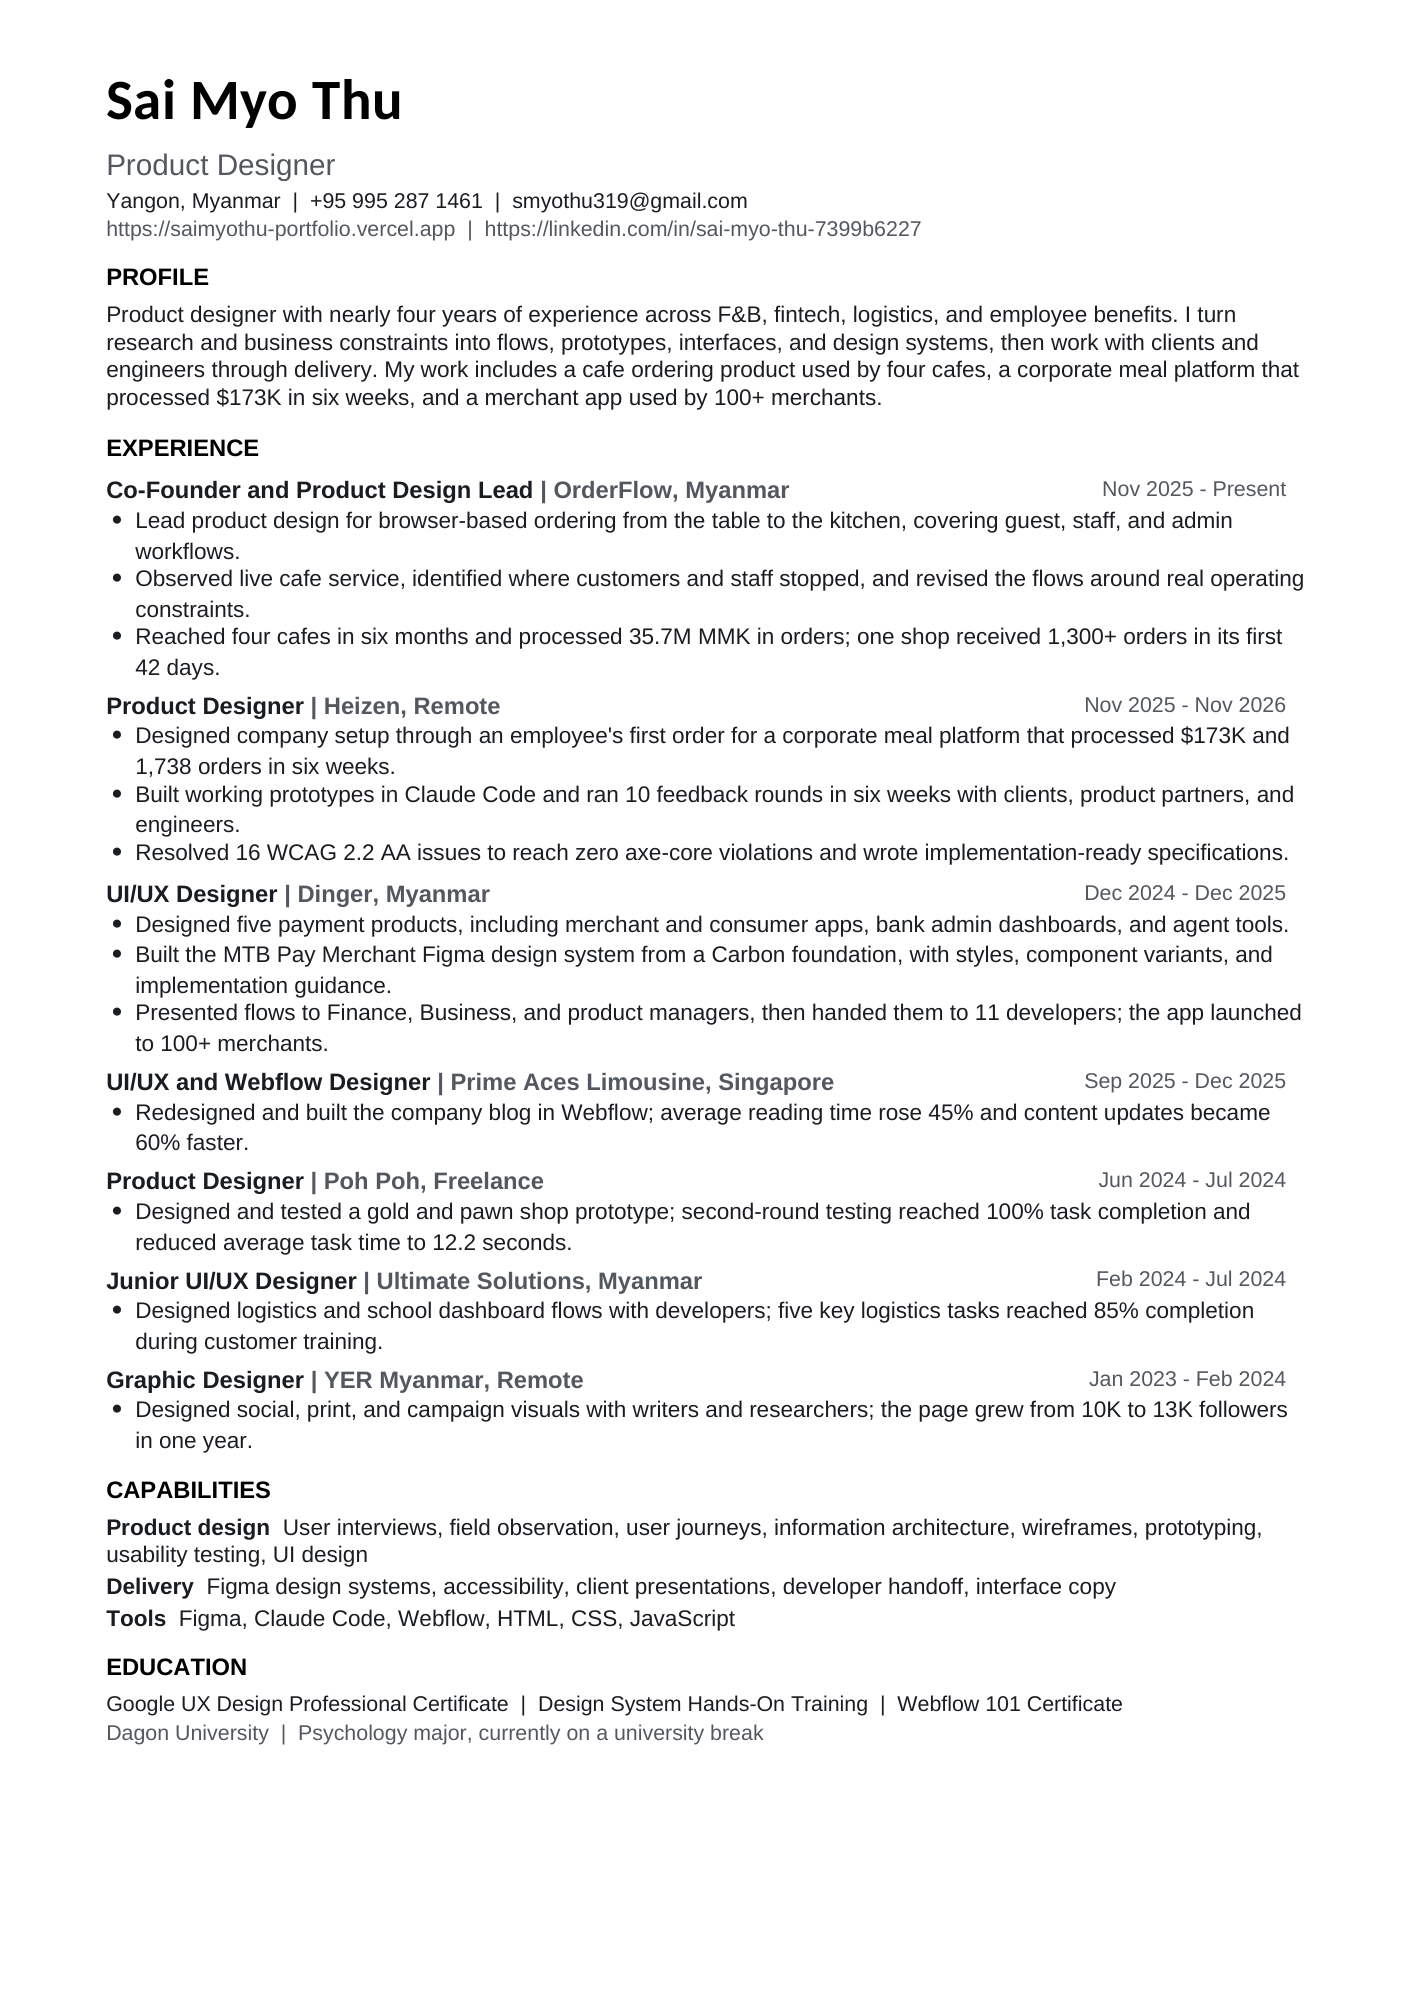 Sai Myo Thu
Product Designer
Yangon, Myanmar | +95 995 287 1461 | smyothu319@gmail.com
https://saimyothu-portfolio.vercel.app | https://linkedin.com/in/sai-myo-thu-7399b6227
PROFILE
Product designer with nearly four years of experience across F&B, fintech, logistics, and employee benefits. I turn
research and business constraints into flows, prototypes, interfaces, and design systems, then work with clients and
engineers through delivery. My work includes a cafe ordering product used by four cafes, a corporate meal platform that
processed $173K in six weeks, and a merchant app used by 100+ merchants.
EXPERIENCE
Co-Founder and Product Design Lead | OrderFlow, Myanmar Nov 2025 - Present
• Lead product design for browser-based ordering from the table to the kitchen, covering guest, staff, and admin
workflows.
• Observed live cafe service, identified where customers and staff stopped, and revised the flows around real operating
constraints.
• Reached four cafes in six months and processed 35.7M MMK in orders; one shop received 1,300+ orders in its first
42 days.
Product Designer | Heizen, Remote Nov 2025 - Nov 2026
• Designed company setup through an employee's first order for a corporate meal platform that processed $173K and
1,738 orders in six weeks.
• Built working prototypes in Claude Code and ran 10 feedback rounds in six weeks with clients, product partners, and
engineers.
• Resolved 16 WCAG 2.2 AA issues to reach zero axe-core violations and wrote implementation-ready specifications.
UI/UX Designer | Dinger, Myanmar Dec 2024 - Dec 2025
• Designed five payment products, including merchant and consumer apps, bank admin dashboards, and agent tools.
• Built the MTB Pay Merchant Figma design system from a Carbon foundation, with styles, component variants, and
implementation guidance.
• Presented flows to Finance, Business, and product managers, then handed them to 11 developers; the app launched
to 100+ merchants.
UI/UX and Webflow Designer | Prime Aces Limousine, Singapore Sep 2025 - Dec 2025
• Redesigned and built the company blog in Webflow; average reading time rose 45% and content updates became
60% faster.
Product Designer | Poh Poh, Freelance Jun 2024 - Jul 2024
• Designed and tested a gold and pawn shop prototype; second-round testing reached 100% task completion and
reduced average task time to 12.2 seconds.
Junior UI/UX Designer | Ultimate Solutions, Myanmar Feb 2024 - Jul 2024
• Designed logistics and school dashboard flows with developers; five key logistics tasks reached 85% completion
during customer training.
Graphic Designer | YER Myanmar, Remote Jan 2023 - Feb 2024
• Designed social, print, and campaign visuals with writers and researchers; the page grew from 10K to 13K followers
in one year.
CAPABILITIES
Product design User interviews, field observation, user journeys, information architecture, wireframes, prototyping,
usability testing, UI design
Delivery Figma design systems, accessibility, client presentations, developer handoff, interface copy
Tools Figma, Claude Code, Webflow, HTML, CSS, JavaScript
EDUCATION
Google UX Design Professional Certificate | Design System Hands-On Training | Webflow 101 Certificate
Dagon University | Psychology major, currently on a university break